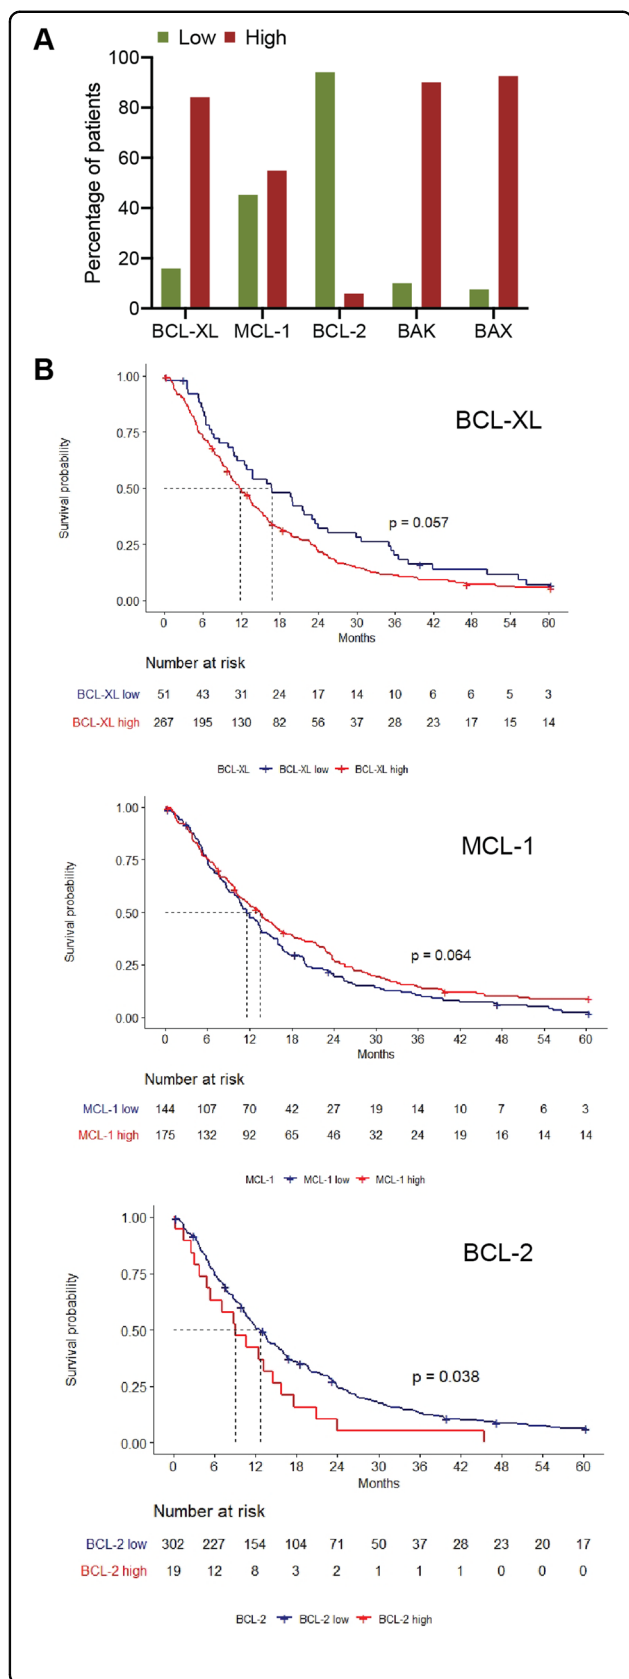 A
Low High
Percentage of patients
100
80
60
40
20
0
BCL-XL MCL-1 BCL-2 BAK BAX
B
BCL-XL
Survival probability
1.00
0.75
0.50
0.25
0.00
p = 0.057
0 6 12 18 24 30 36 42 48 54 60
Months
Number at risk
BCL-XL low 51 43 31 24 17 14 10 6 6 5 3
BCL-XL high 267 195 130 82 56 37 28 23 17 15 14
BCL-XL BCL-XL low BCL-XL high
MCL-1
Survival probability
1.00
0.75
0.50
0.25
0.00
p = 0.064
0 6 12 18 24 30 36 42 48 54 60
Months
Number at risk
MCL-1 low 144 107 70 42 27 19 14 10 7 6 3
MCL-1 high 175 132 92 65 46 32 24 19 16 14 14
MCL-1 MCL-1 low MCL-1 high
BCL-2
Survival probability
1.00
0.75
0.50
0.25
0.00
p = 0.038
0 6 12 18 24 30 36 42 48 54 60
Months
Number at risk
BCL-2 low 302 227 154 104 71 50 37 28 23 20 17
BCL-2 high 19 12 8 3 2 1 1 1 0 0 0
BCL-2 BCL-2 low BCL-2 high